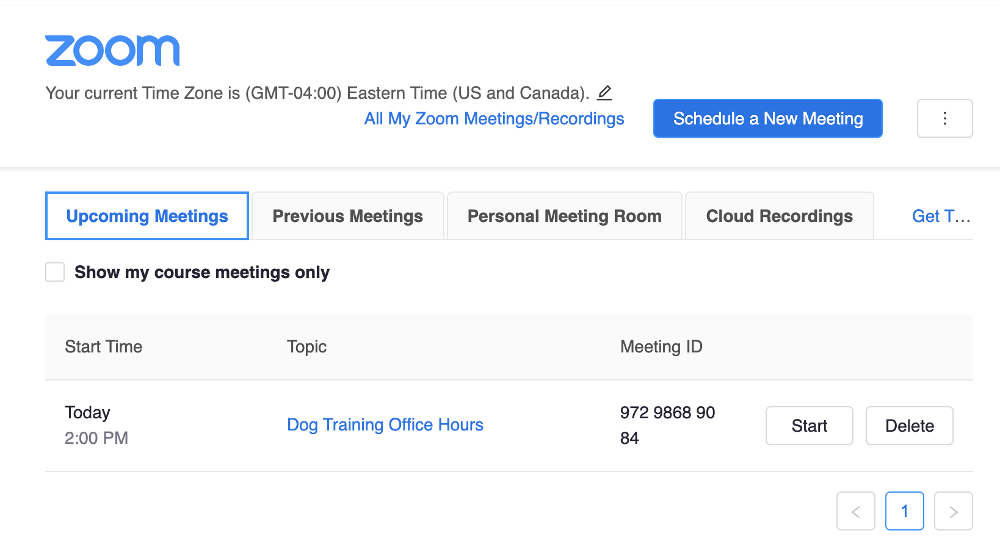 zoom
Your current Time Zone is (GMT-04:00) Eastern Time (US and Canada).
All My Zoom Meetings/Recordings
Schedule a New Meeting
Upcoming Meetings
Previous Meetings
Personal Meeting Room
Cloud Recordings
Get T...
Show my course meetings only
Start Time
Topic
Meeting ID
Today
2:00 PM
Dog Training Office Hours
972 9868 90
84
Start
Delete
<
1
>